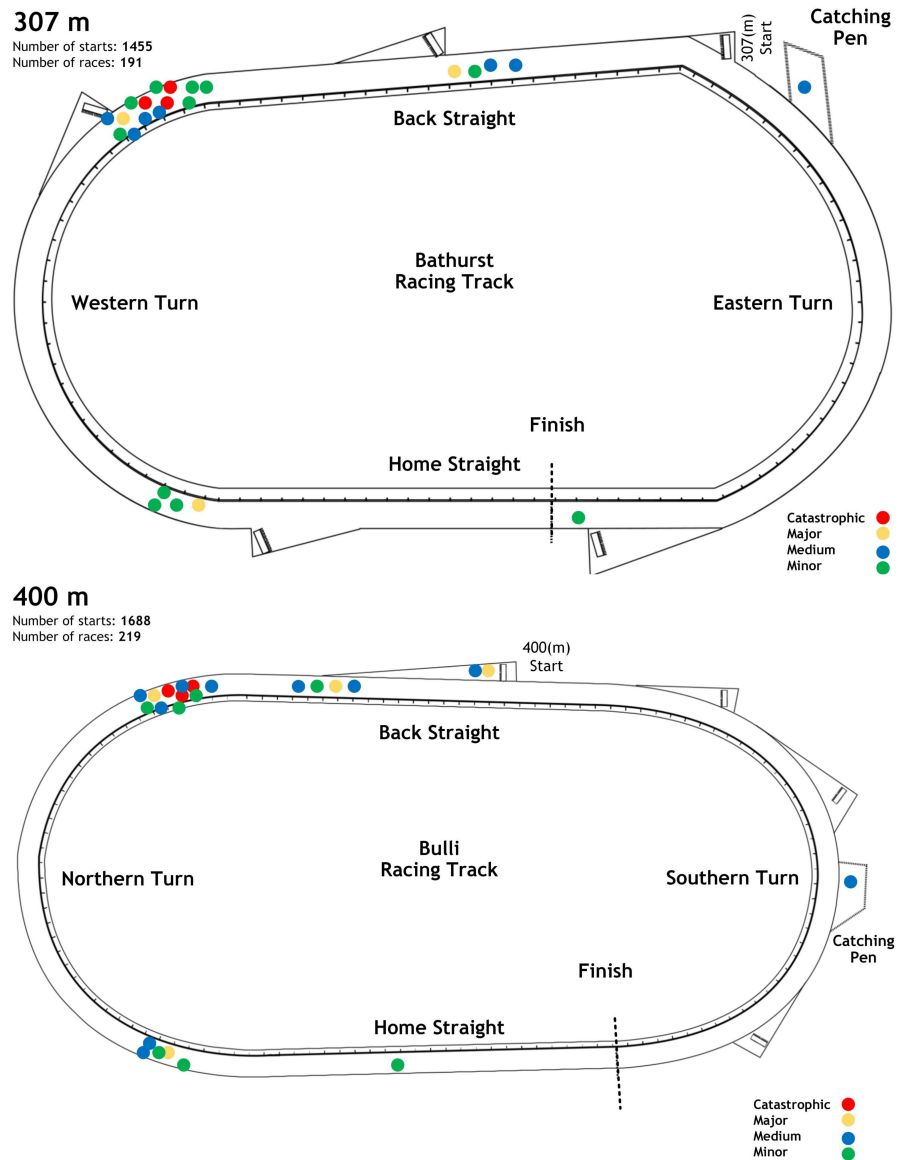 307 m
Number of starts: 1455
Number of races: 191
307(m)
Start
Catching
Pen
Back Straight
Bathurst
Racing Track
Western Turn
Eastern Turn
Finish
Home Straight
Catastrophic
Major
Medium
Minor
400 m
Number of starts: 1688
Number of races: 219
400(m)
Start
Back Straight
Bulli
Racing Track
Northern Turn
Southern Turn
Catching
Pen
Finish
Home Straight
Catastrophic
Major
Medium
Minor